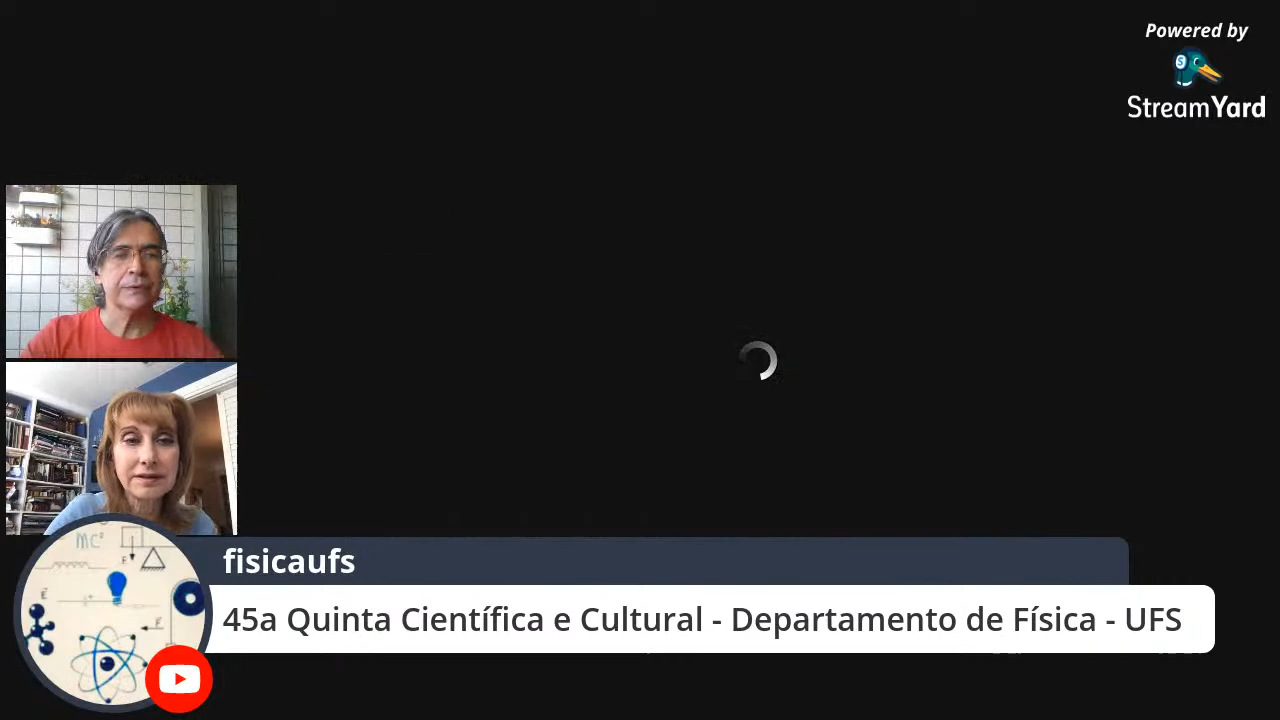 Powered by
StreamYard
fisicaufs
45a Quinta Científica e Cultural - Departamento de Física - UFS